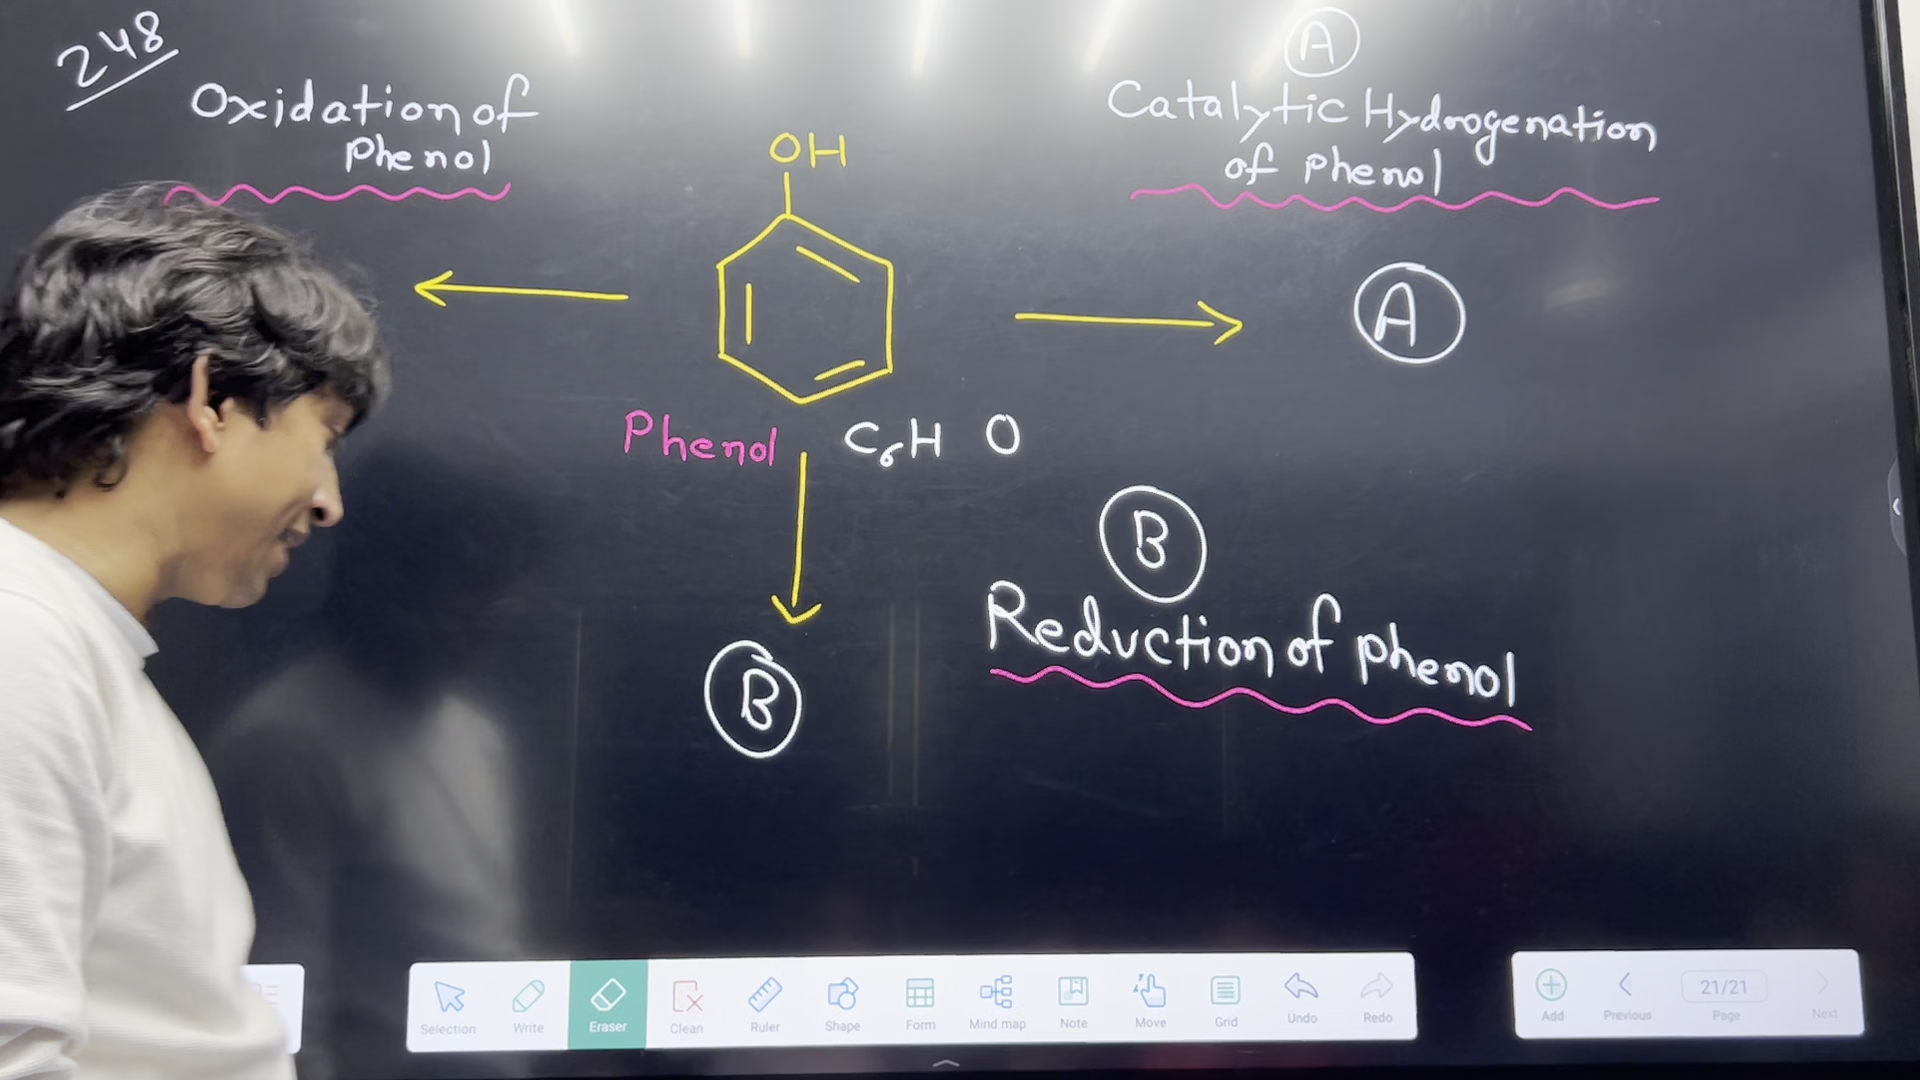 248
Oxidation of
Phenol
OH
A
Catalytic Hydrogenation
of phenol
A
Phenol
C6H O
B
Reduction of phenol
B
Selection
Write
Eraser
Clean
Ruler
Shape
Form
Mind map
Note
Move
Grid
Undo
Redo
Add
Previous
21/21
Page
Next